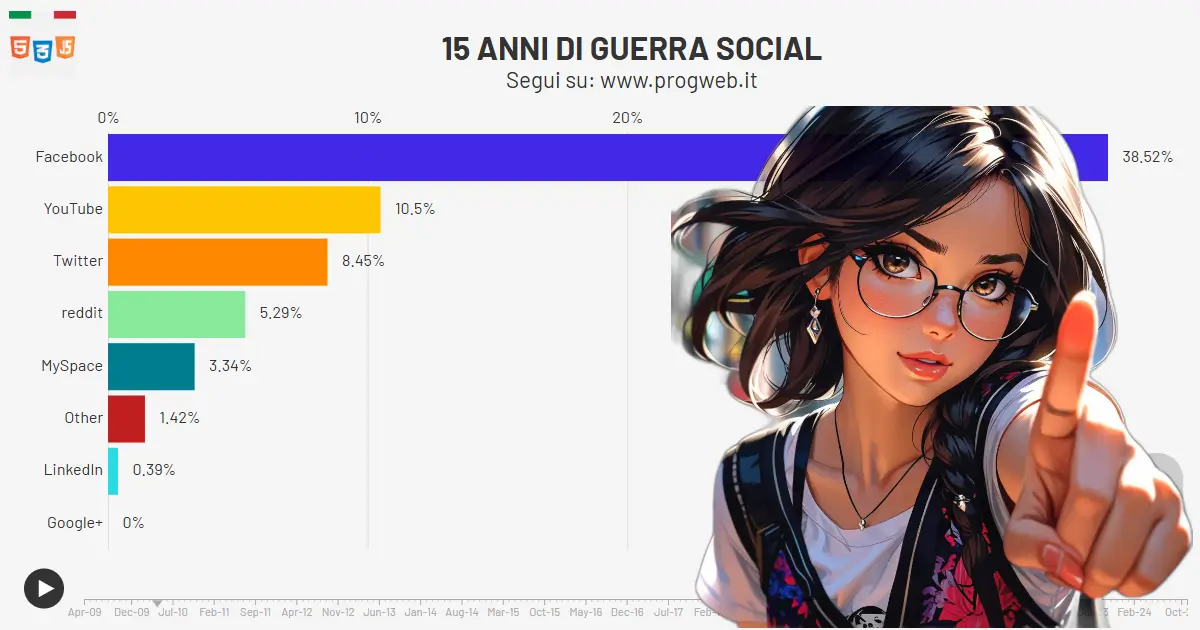 5 3 JS
15 ANNI DI GUERRA SOCIAL
Segui su: www.progweb.it
0% 10% 20%
Facebook 38.52%
YouTube 10.5%
Twitter 8.45%
reddit 5.29%
MySpace 3.34%
Other 1.42%
LinkedIn 0.39%
Google+ 0%
Apr-09 Dec-09 Jul-10 Feb-11 Sep-11 Apr-12 Nov-12 Jun-13 Jan-14 Aug-14 Mar-15 Oct-15 May-16 Dec-16 Jul-17 Feb-24